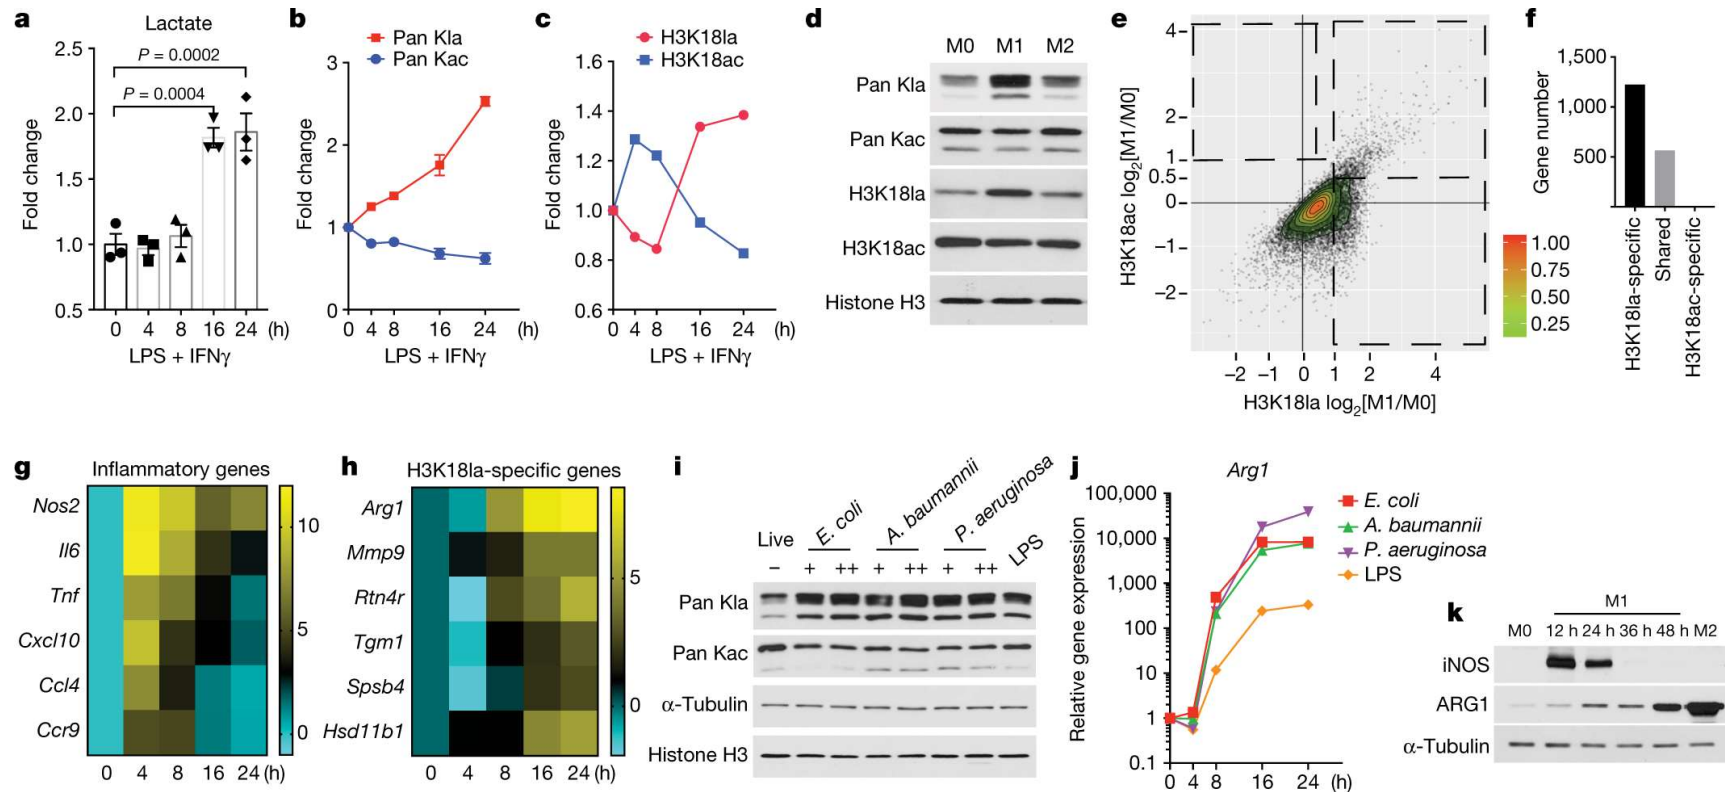 a
Lactate
P = 0.0002
P = 0.0004
Fold change
2.5
2.0
1.5
1.0
0.5
0 4 8 16 24 (h)
LPS + IFNγ
b
Pan Kla
Pan Kac
Fold change
3
2
1
0
0 4 8 16 24 (h)
LPS + IFNγ
c
H3K18la
H3K18ac
Fold change
1.6
1.4
1.2
1.0
0.8
0.6
0 4 8 16 24 (h)
LPS + IFNγ
d
M0 M1 M2
Pan Kla
Pan Kac
H3K18la
H3K18ac
Histone H3
e
H3K18ac log2[M1/M0]
4
2
1
0.5
0
−1
−2
−2 −1 0 1 2 4
H3K18la log2[M1/M0]
1.00
0.75
0.50
0.25
f
Gene number
1,500
1,000
500
H3K18la-specific
Shared
H3K18ac-specific
g
Inflammatory genes
Nos2
Il6
Tnf
Cxcl10
Ccl4
Ccr9
0 4 8 16 24 (h)
10
5
0
h
H3K18la-specific genes
Arg1
Mmp9
Rtn4r
Tgm1
Spsb4
Hsd11b1
0 4 8 16 24 (h)
5
0
i
Live E. coli A. baumannii P. aeruginosa LPS
− + ++ + ++ + ++
Pan Kla
Pan Kac
α-Tubulin
Histone H3
j
Arg1
Relative gene expression
100,000
10,000
1,000
100
10
1
0.1
0 4 8 16 24 (h)
E. coli
A. baumannii
P. aeruginosa
LPS
k
M1
M0 12 h 24 h 36 h 48 h M2
iNOS
ARG1
α-Tubulin